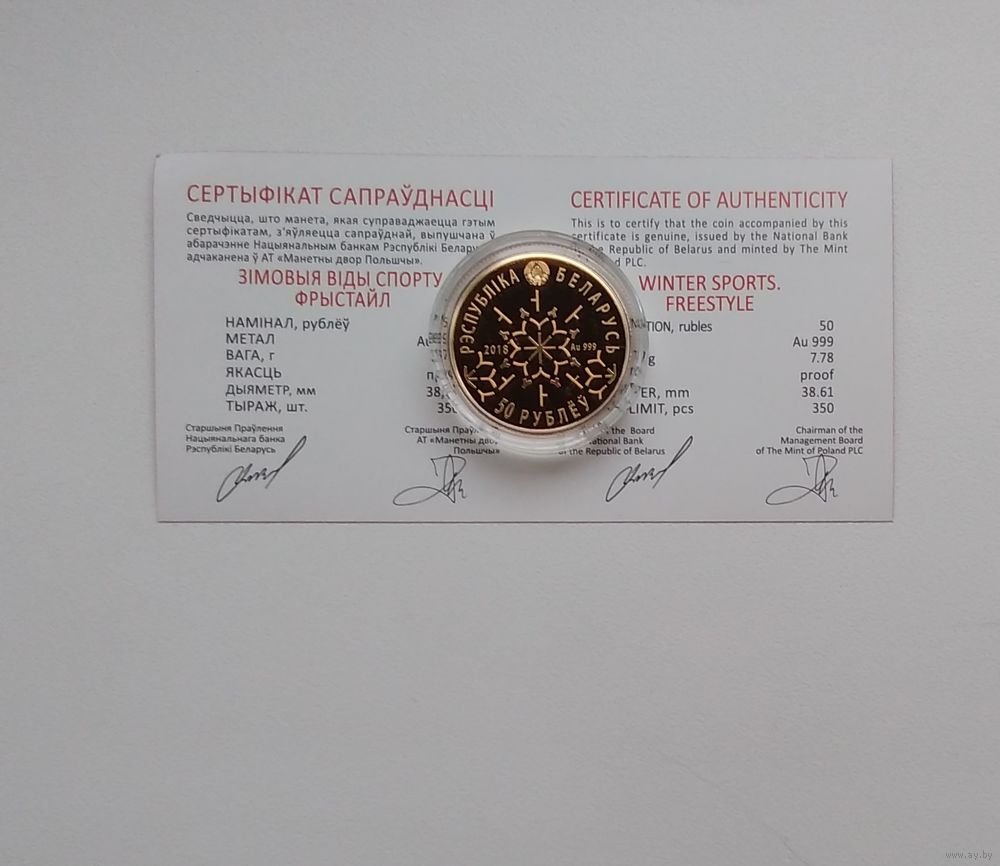 СЕРТЫФІКАТ САПРАЎДНАСЦІ
Сведчыцца, што манета, якая суправаджаецца гэтым
сертыфікатам, з'яўляецца сапраўднай, выпушчана ў
абарачэнне Нацыянальным банкам Рэспублікі
адчаканена ў АТ «Манетны двор Польшчы».
ЗІМОВЫЯ ВІДЫ СПОРТУ
ФРЫСТАЙЛ
НАМІНАЛ, рублёў
МЕТАЛ
ВАГА, г
ЯКАСЦЬ
ДЫЯМЕТР, мм
ТЫРАЖ, шт.
Старшыня Праўлення
Нацыянальнага банка
Рэспублікі Беларусь
Старшыня
АТ «Манетны двор
Польшчы»
РЭСПУБЛІКА БЕЛАРУСЬ
2018
Au 999
50 РУБЛЁЎ
CERTIFICATE OF AUTHENTICITY
This is to certify that the coin accompanied by this
certificate is genuine, issued by the National Bank
Republic of Belarus and minted by The Mint
PLC.
WINTER SPORTS.
FREESTYLE
rubles 50
Au 999
g 7.78
proof
mm 38.61
LIMIT, pcs 350
the Board
National Bank
of the Republic of Belarus
Chairman of the
Management Board
of The Mint of Poland PLC
www.ay.by